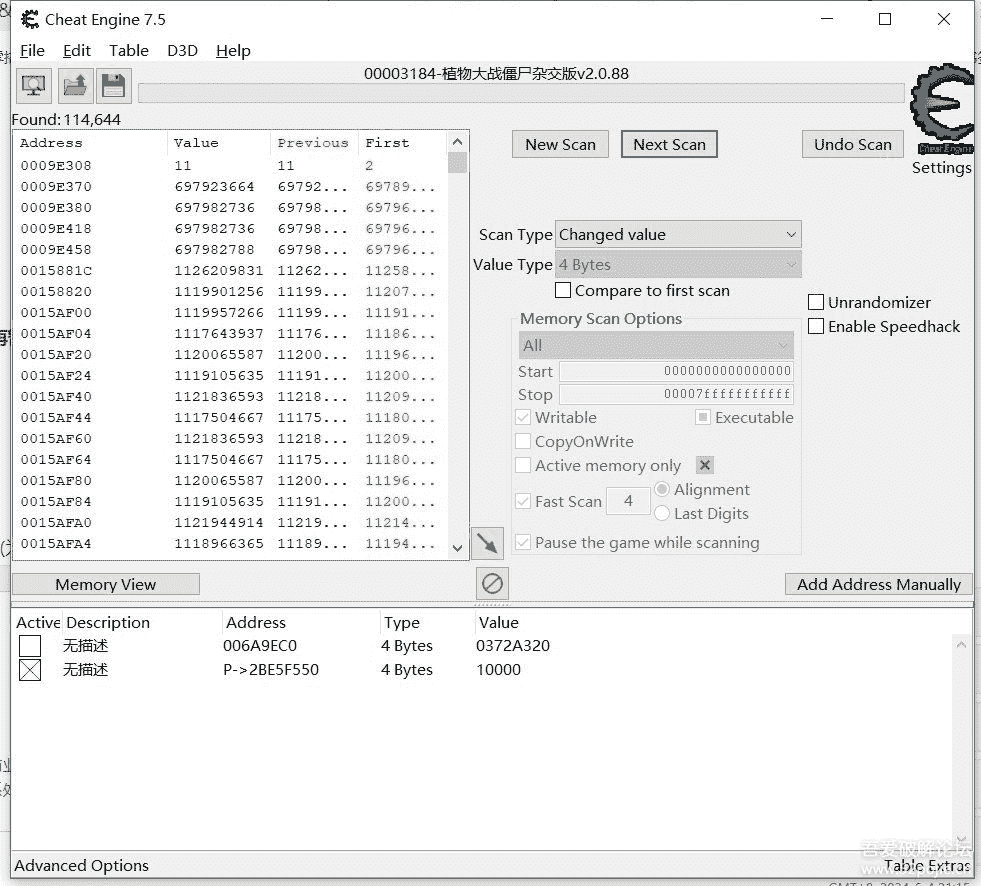 Cheat Engine 7.5
File Edit Table D3D Help
00003184-植物大战僵尸杂交版v2.0.88
Found: 114,644
Address Value Previous First
0009E308 11 11 2
0009E370 697923664 69792... 69789...
0009E380 697982736 69798... 69796...
0009E418 697982736 69798... 69796...
0009E458 697982788 69798... 69796...
0015881C 1126209831 11262... 11258...
00158820 1119901256 11199... 11207...
0015AF00 1119957266 11199... 11191...
0015AF04 1117643937 11176... 11186...
0015AF20 1120065587 11200... 11196...
0015AF24 1119105635 11191... 11200...
0015AF40 1121836593 11218... 11209...
0015AF44 1117504667 11175... 11180...
0015AF60 1121836593 11218... 11209...
0015AF64 1117504667 11175... 11180...
0015AF80 1120065587 11200... 11196...
0015AF84 1119105635 11191... 11200...
0015AFA0 1121944914 11219... 11214...
0015AFA4 1118966365 11189... 11194...
New Scan Next Scan Undo Scan
Cheat Engine
Settings
Scan Type Changed value
Value Type 4 Bytes
Compare to first scan
Memory Scan Options
All
Start 0000000000000000
Stop 00007fffffffffff
Writable Executable
CopyOnWrite
Active memory only
Fast Scan 4 Alignment
Last Digits
Pause the game while scanning
Unrandomizer
Enable Speedhack
Memory View Add Address Manually
Active Description Address Type Value
无描述 006A9EC0 4 Bytes 0372A320
无描述 P->2BE5F550 4 Bytes 10000
Advanced Options Table Extras
吾爱破解论坛